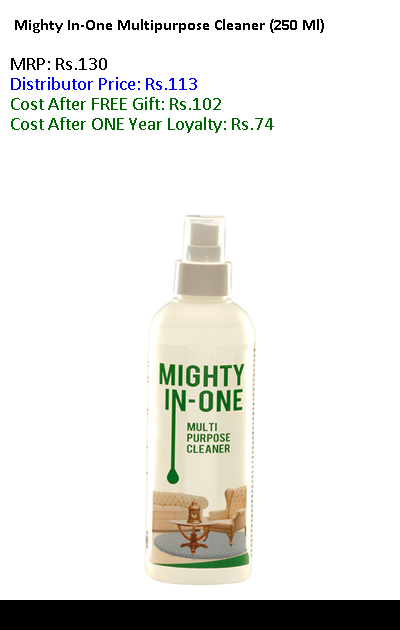 Mighty In-One Multipurpose Cleaner (250 Ml)
MRP: Rs.130
Distributor Price: Rs.113
Cost After FREE Gift: Rs.102
Cost After ONE Year Loyalty: Rs.74
MIGHTY
IN-ONE
MULTI
PURPOSE
CLEANER